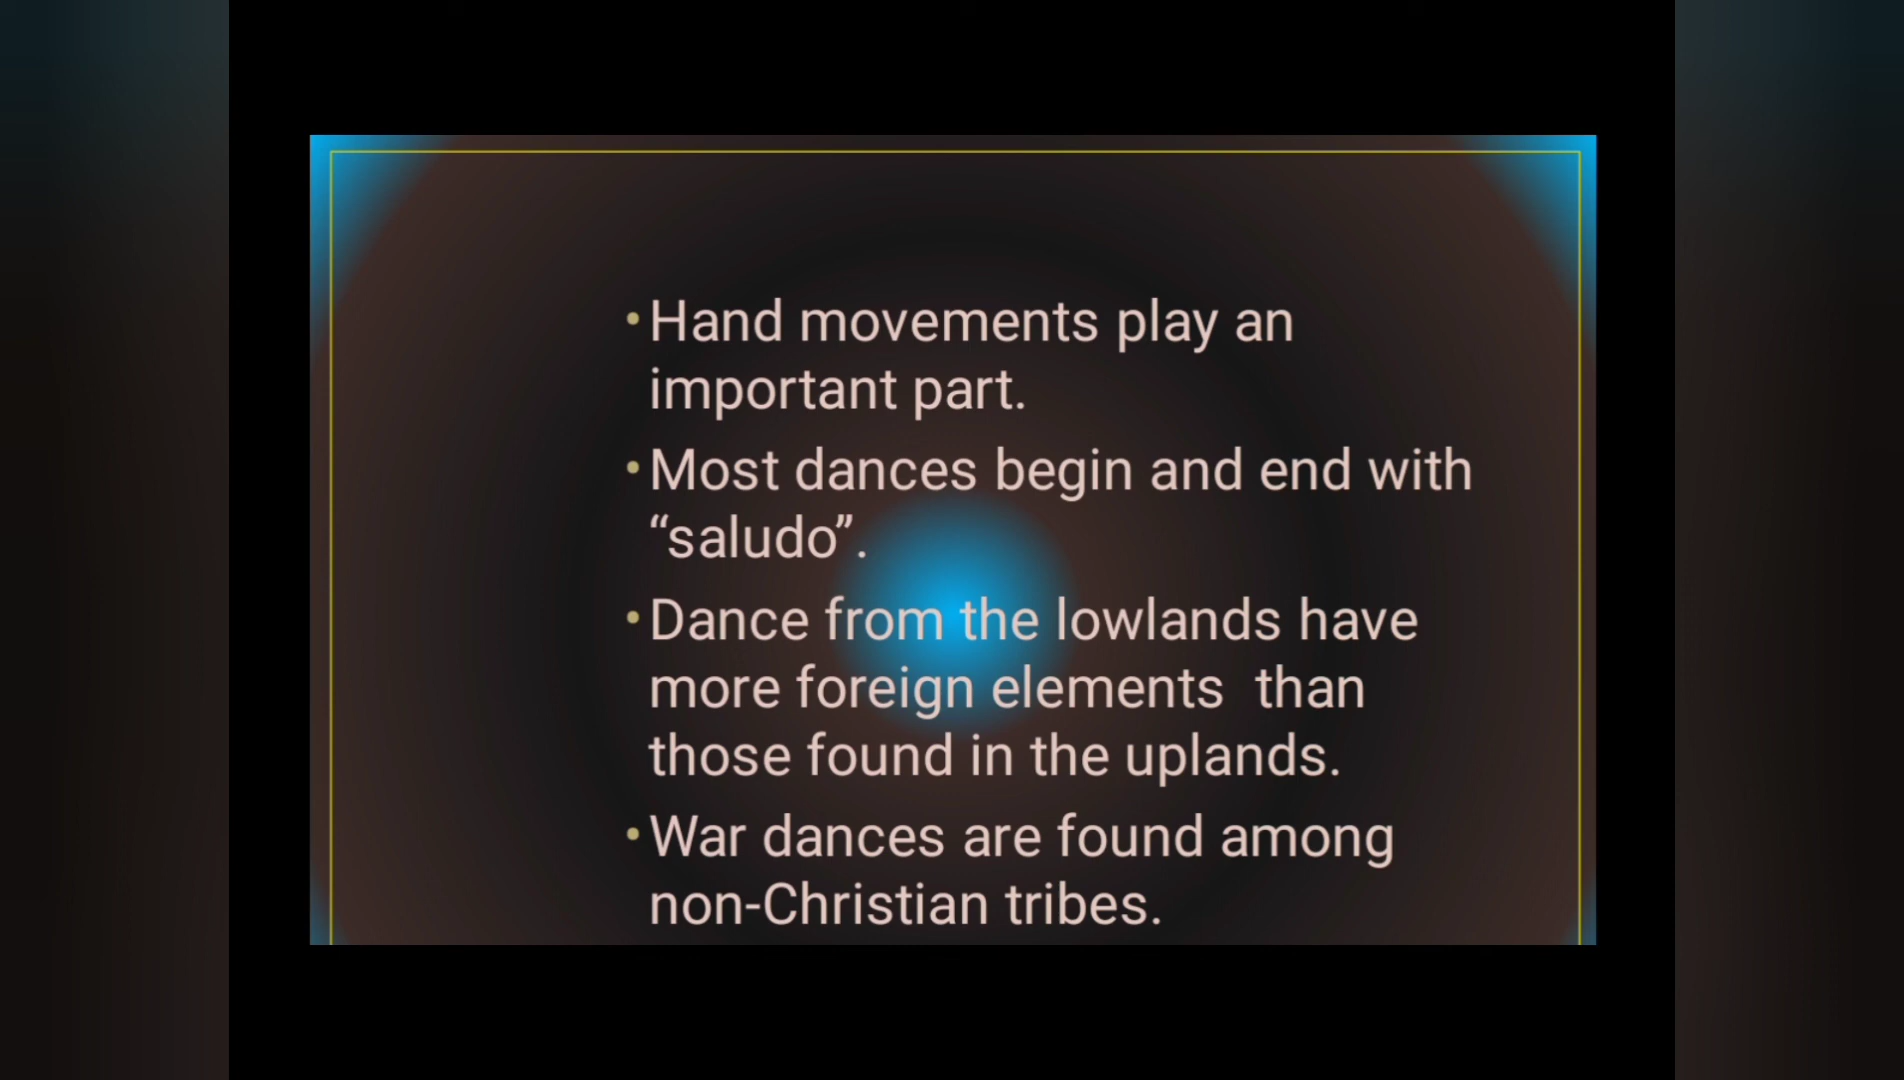 •Hand movements play an
important part.
•Most dances begin and end with
“saludo”.
•Dance from the lowlands have
more foreign elements  than
those found in the uplands.
•War dances are found among
non-Christian tribes.